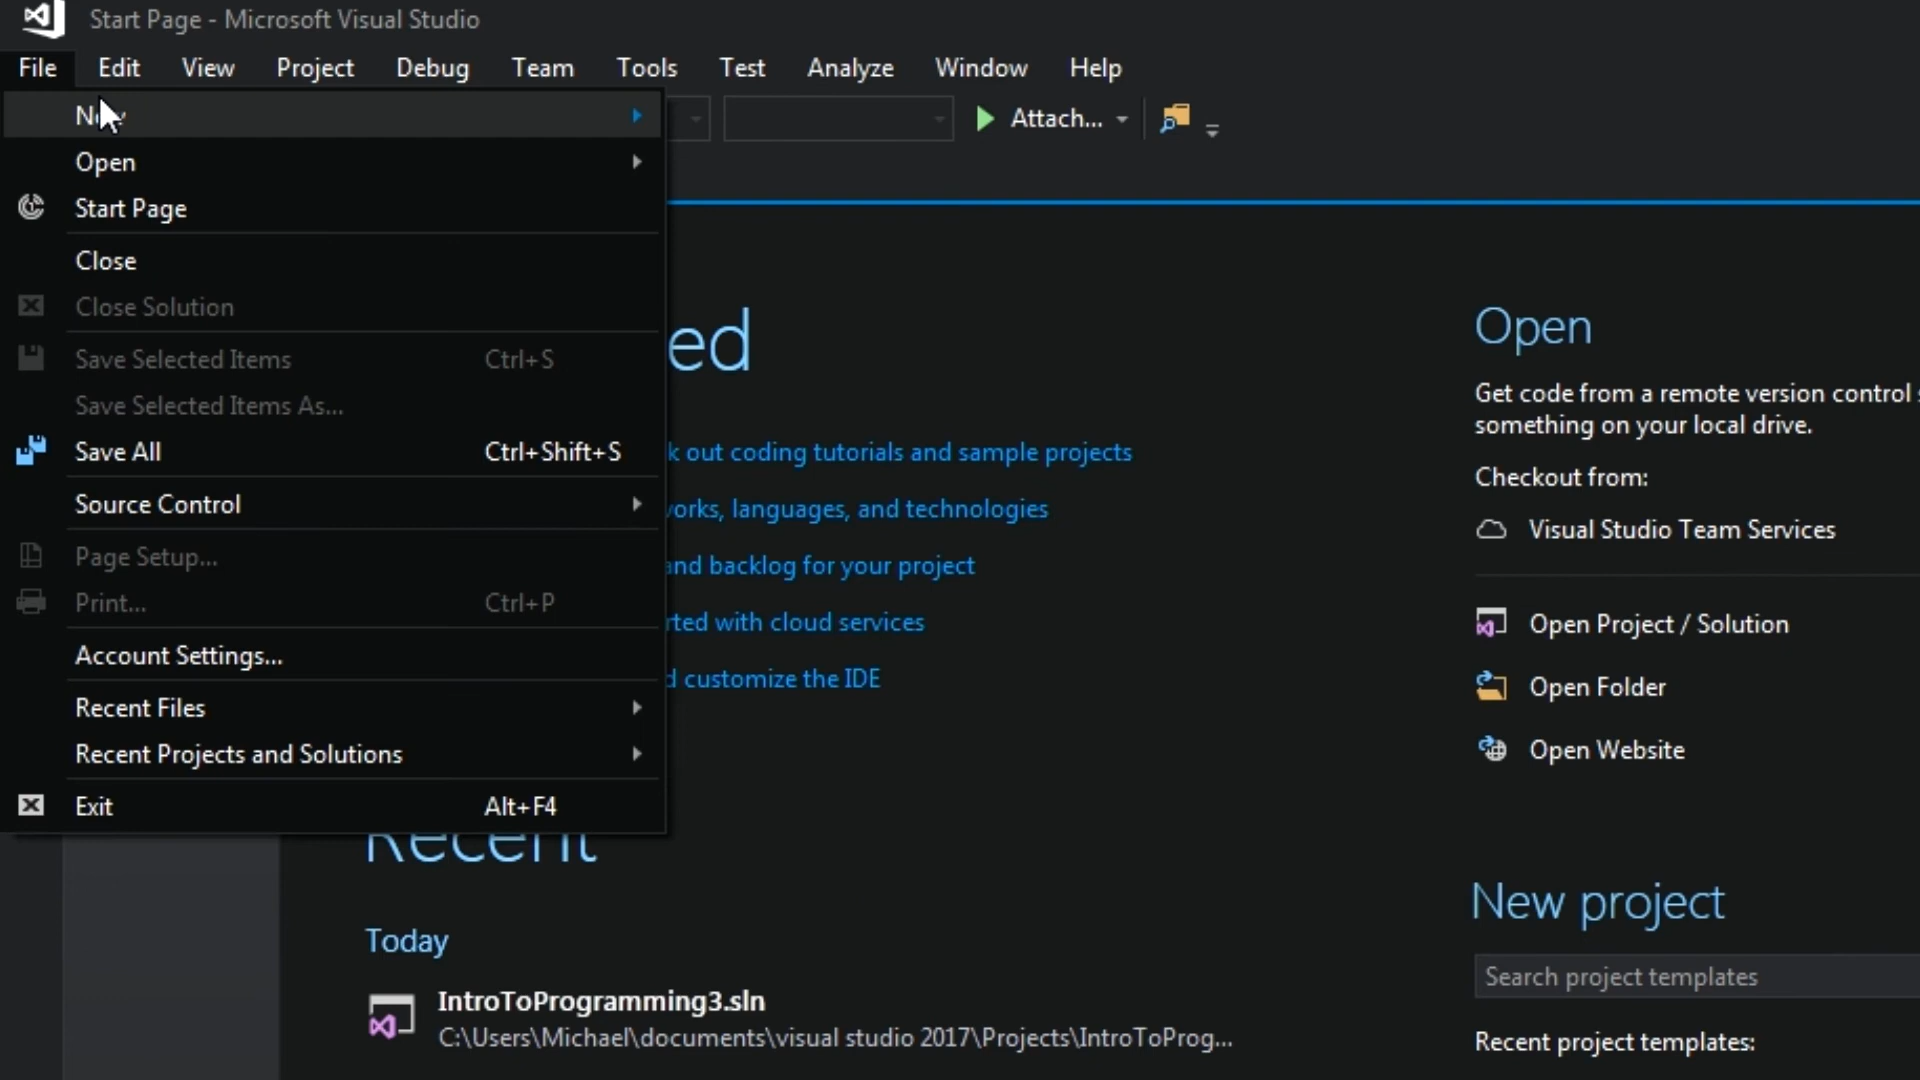 Start Page - Microsoft Visual Studio
File Edit View Project Debug Team Tools Test Analyze Window Help
Attach...
Open
Start Page
Close
Close Solution
Save Selected Items Ctrl+S
Save Selected Items As...
Save All Ctrl+Shift+S
Source Control
Page Setup...
Print... Ctrl+P
Account Settings...
Recent Files
Recent Projects and Solutions
Exit Alt+F4
ed
k out coding tutorials and sample projects
orks, languages, and technologies
and backlog for your project
rted with cloud services
d customize the IDE
Recent
Today
IntroToProgramming3.sln
C:\Users\Michael\documents\visual studio 2017\Projects\IntroToProg...
Open
Get code from a remote version control
something on your local drive.
Checkout from:
Visual Studio Team Services
Open Project / Solution
Open Folder
Open Website
New project
Search project templates
Recent project templates: